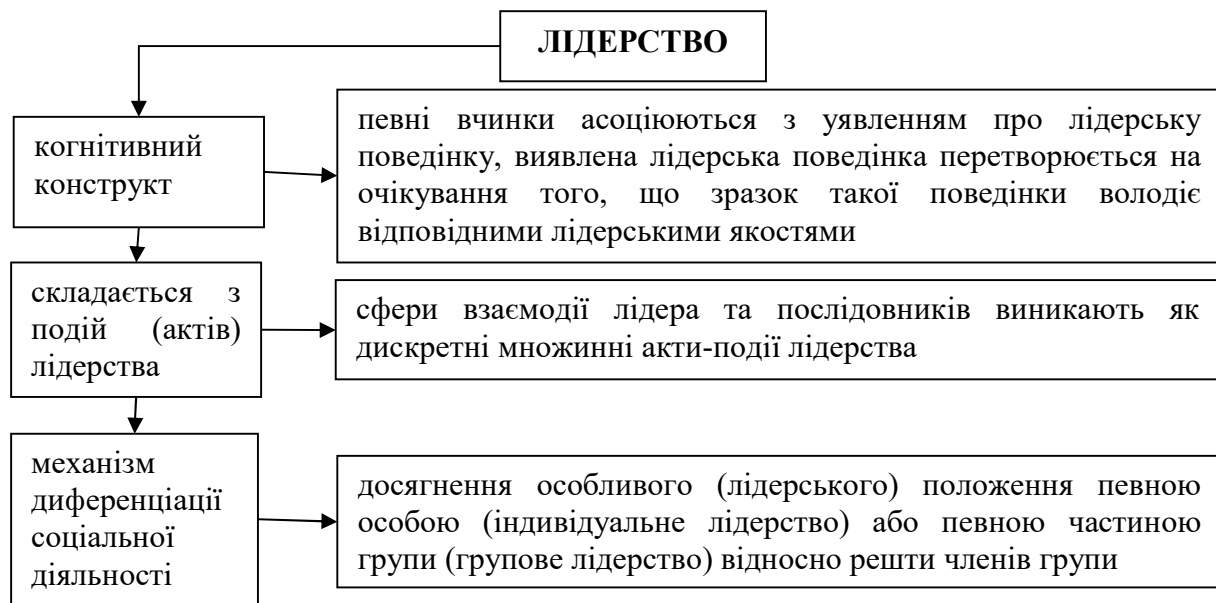 ЛІДЕРСТВО
когнітивний
конструкт
певні вчинки асоціюються з уявленням про лідерську
поведінку, виявлена лідерська поведінка перетворюється на
очікування того, що зразок такої поведінки володіє
відповідними лідерськими якостями
складається з
подій (актів)
лідерства
сфери взаємодії лідера та послідовників виникають як
дискретні множинні акти-події лідерства
механізм
диференціації
соціальної
діяльності
досягнення особливого (лідерського) положення певною
особою (індивідуальне лідерство) або певною частиною
групи (групове лідерство) відносно решти членів групи